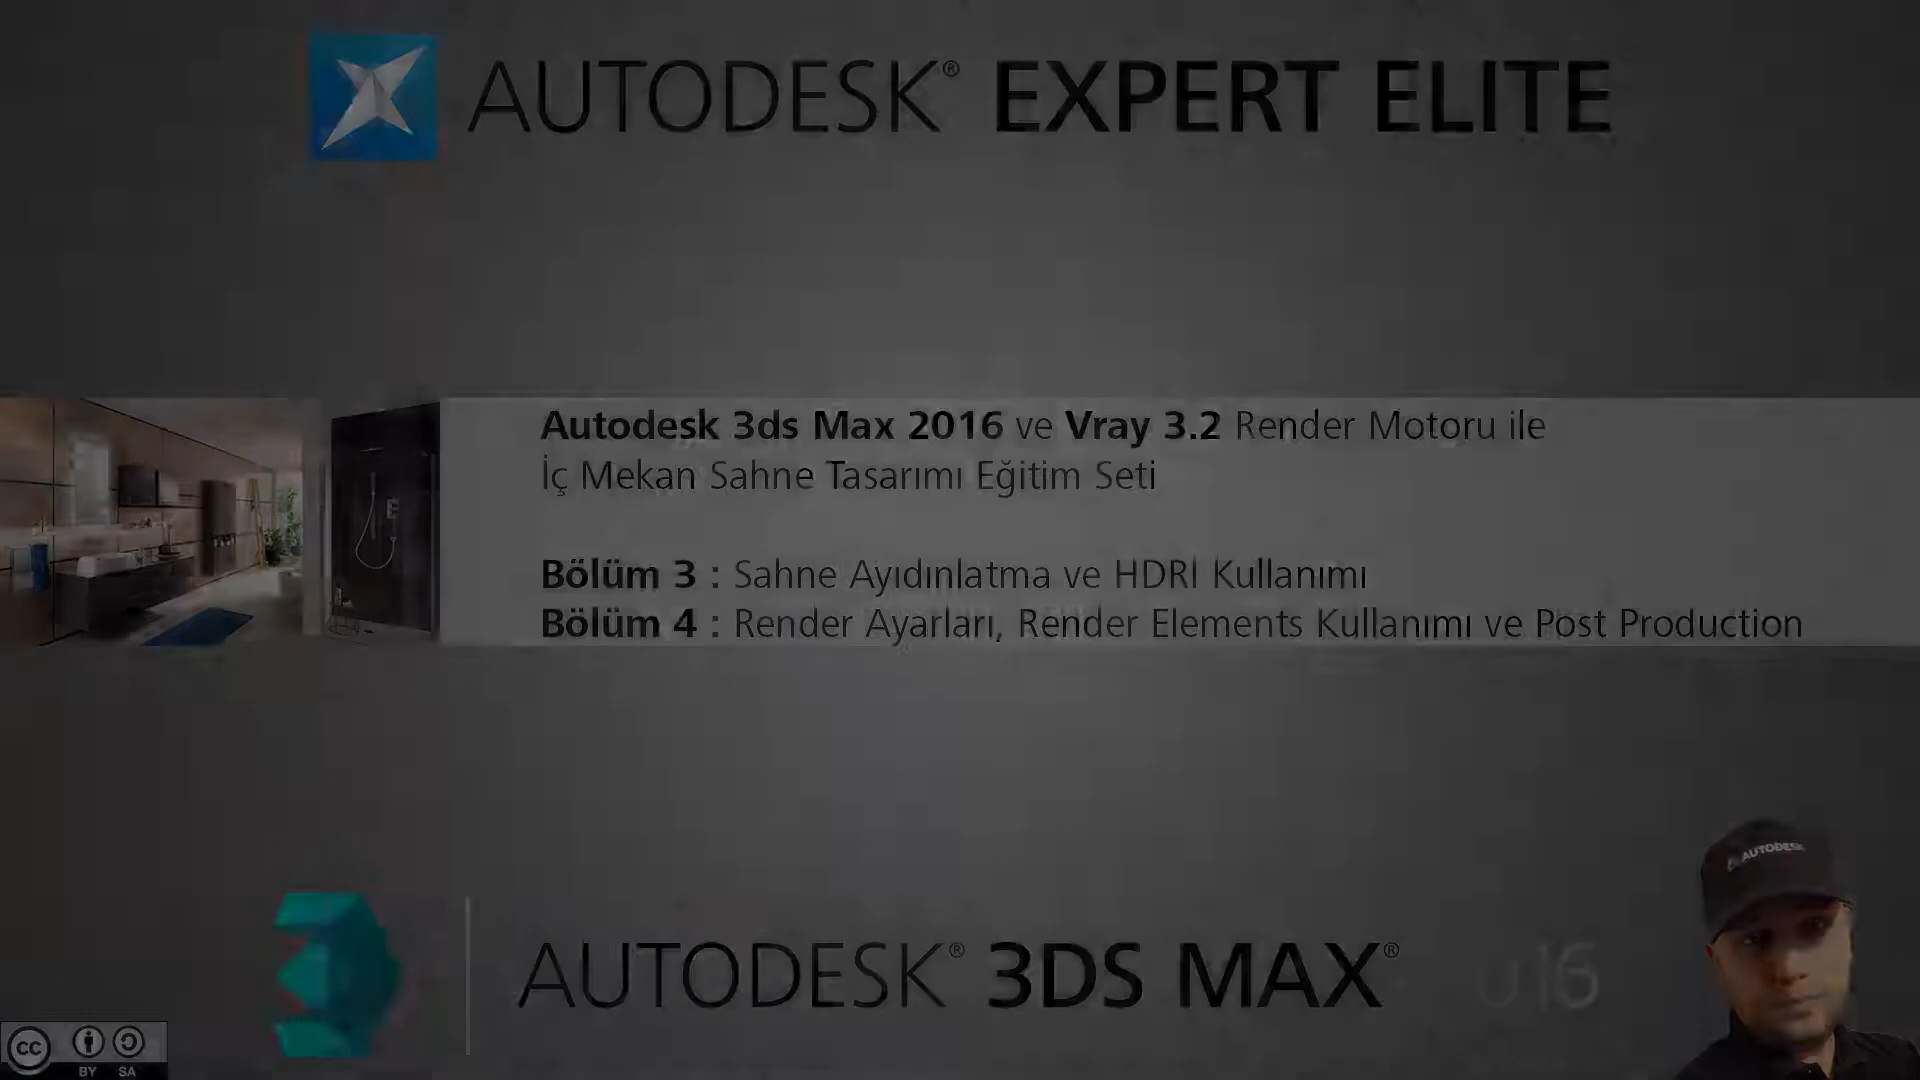 AUTODESK® EXPERT ELITE
Autodesk 3ds Max 2016 ve Vray 3.2 Render Motoru ile
İç Mekan Sahne Tasarımı Eğitim Seti
Bölüm 3 : Sahne Ayıdınlatma ve HDRI Kullanımı
Bölüm 4 : Render Ayarları, Render Elements Kullanımı ve Post Production
AUTODESK
AUTODESK® 3DS MAX®
CC BY SA